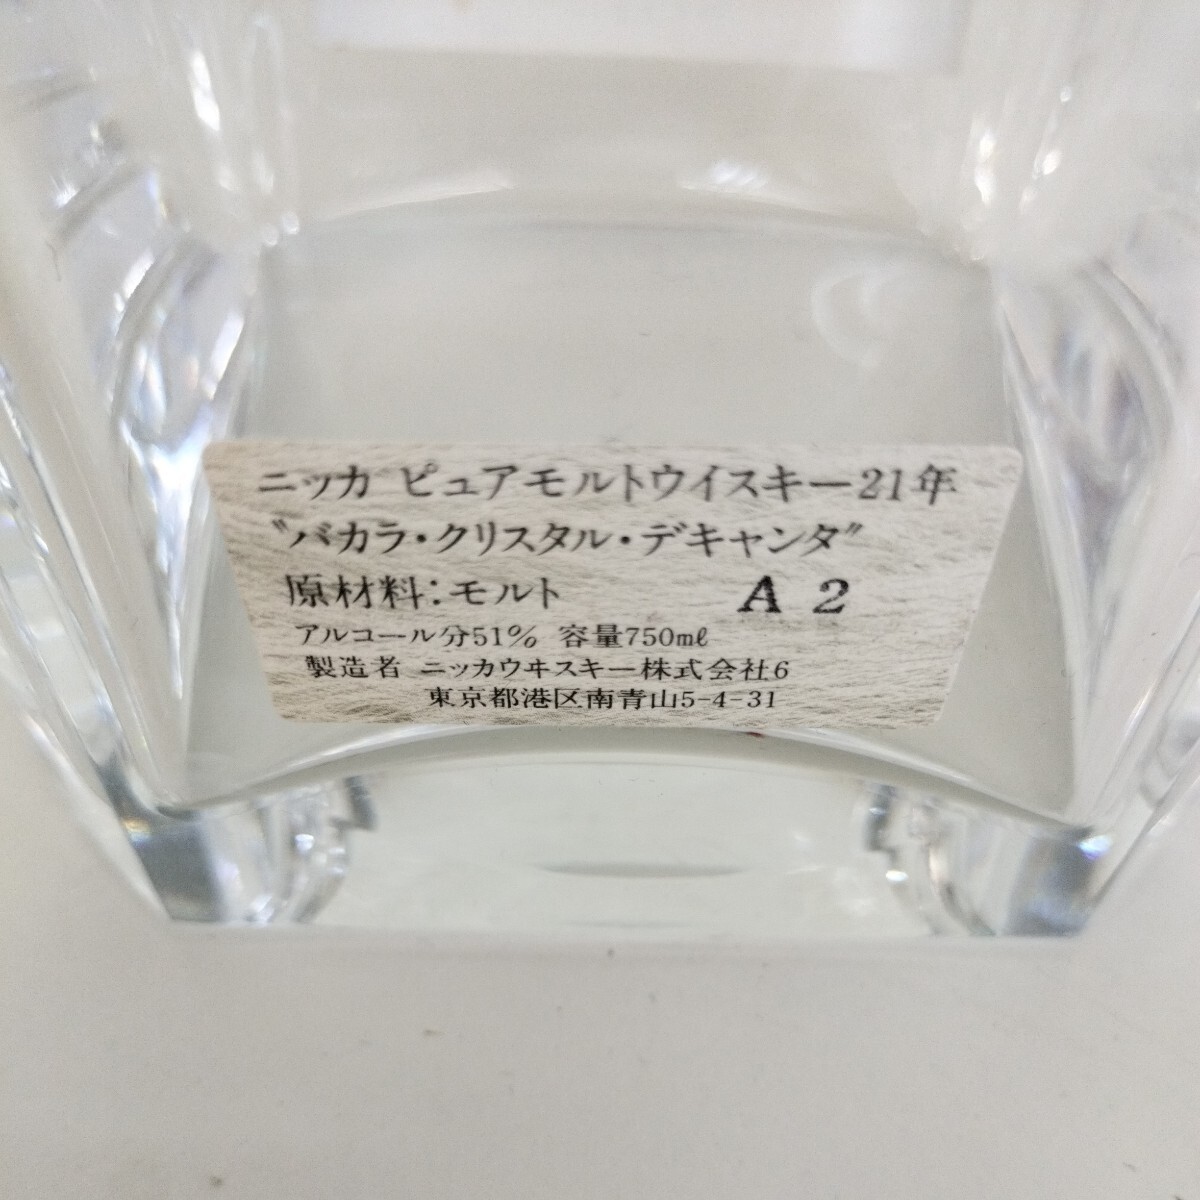 ニッカ ピュアモルトウイスキー21年
〝バカラ・クリスタル・デキャンタ〟
原材料：モルト A 2
アルコール分51% 容量750mℓ
製造者 ニッカウヰスキー株式会社6
東京都港区南青山5-4-31